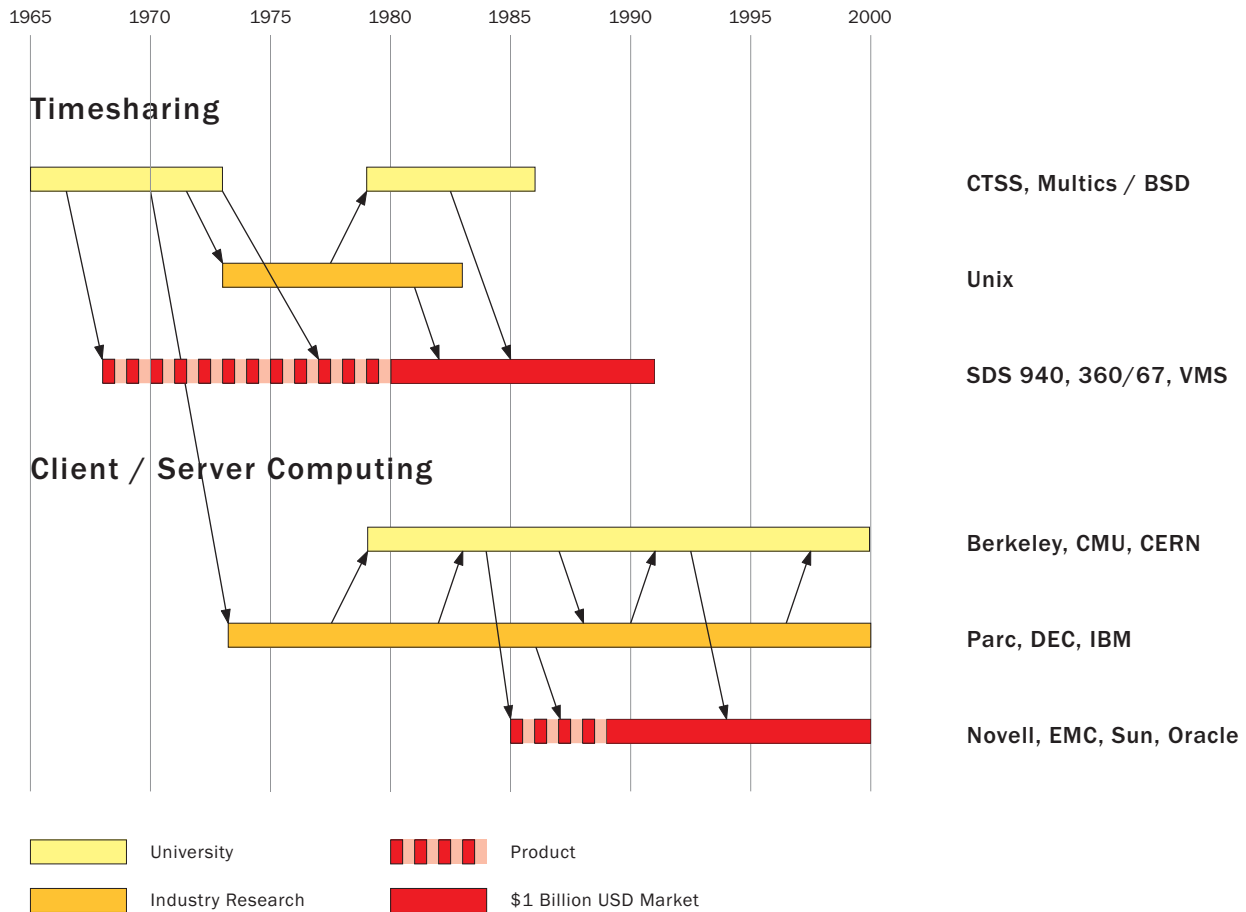 1965 1970 1975 1980 1985 1990 1995 2000
Timesharing
CTSS, Multics / BSD
Unix
SDS 940, 360/67, VMS
Client / Server Computing
Berkeley, CMU, CERN
Parc, DEC, IBM
Novell, EMC, Sun, Oracle
University
Product
Industry Research
$1 Billion USD Market